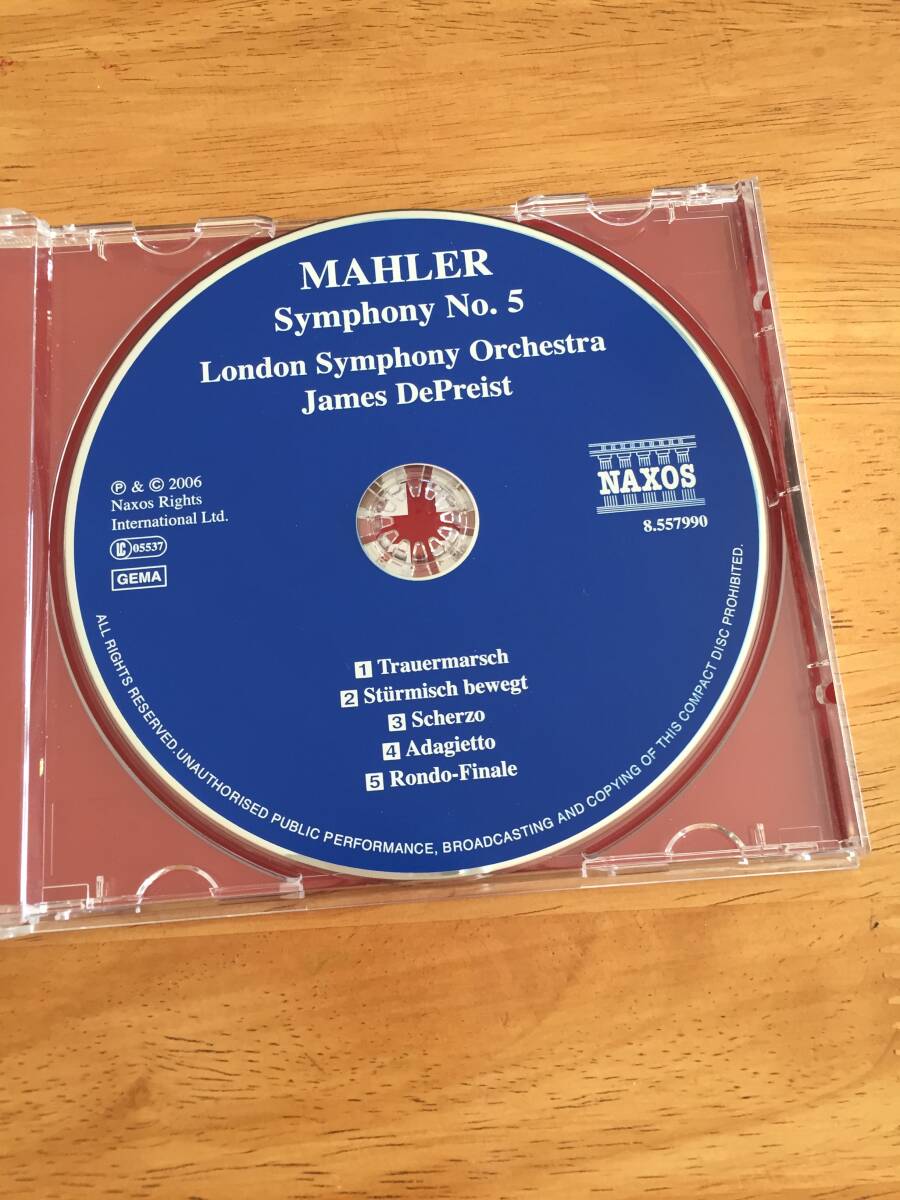 MAHLER
Symphony No. 5
London Symphony Orchestra
James DePreist
Ⓟ & © 2006
Naxos Rights
International Ltd.
LC 05537
GEMA
NAXOS
8.557990
1 Trauermarsch
2 Stürmisch bewegt
3 Scherzo
4 Adagietto
5 Rondo-Finale
ALL RIGHTS RESERVED. UNAUTHORISED PUBLIC PERFORMANCE, BROADCASTING AND COPYING OF THIS COMPACT DISC PROHIBITED.